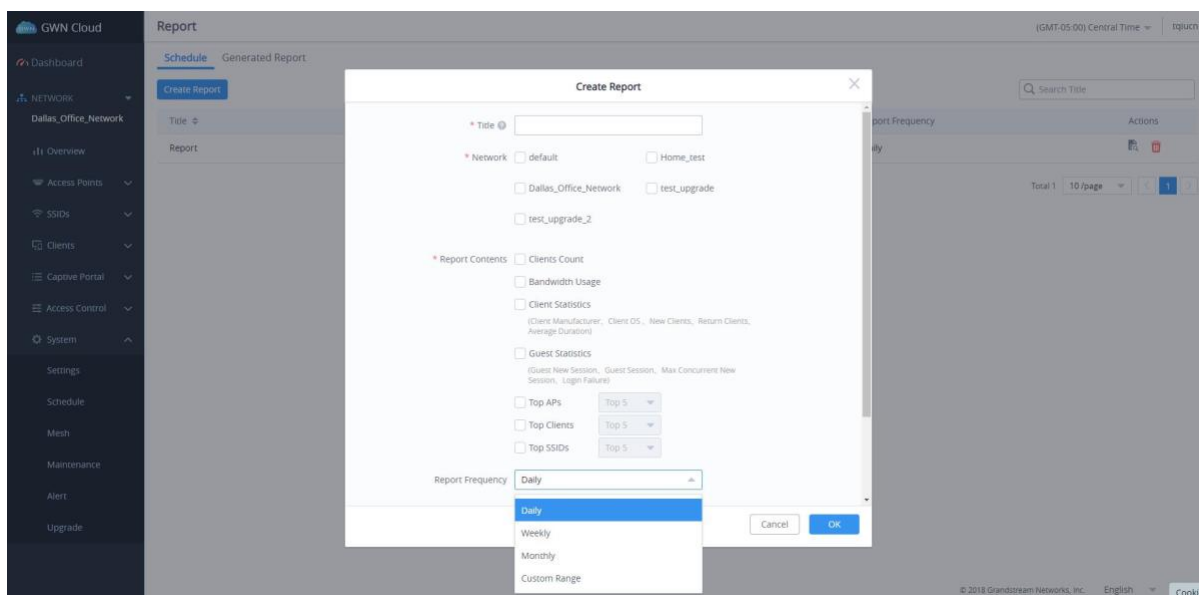 GWN Cloud
Report
(GMT-05:00) Central Time
tqiucn
Dashboard
Schedule Generated Report
Create Report
Search Title
NETWORK
Dallas_Office_Network
Title
port Frequency
Actions
Report
ily
Overview
Access Points
SSIDs
Clients
Captive Portal
Access Control
System
Settings
Schedule
Mesh
Maintenance
Alert
Upgrade
Total 1 10 /page 1
Create Report
* Title
* Network default Home_test
Dallas_Office_Network test_upgrade
test_upgrade_2
* Report Contents Clients Count
Bandwidth Usage
Client Statistics
(Client Manufacturer、Client OS、New Clients、Return Clients、
Average Duration)
Guest Statistics
(Guest New Session、Guest Session、Max Concurrent New
Session、Login Failure)
Top APs Top 5
Top Clients Top 5
Top SSIDs Top 5
Report Frequency Daily
Daily
Weekly
Monthly
Custom Range
Cancel OK
© 2018 Grandstream Networks, Inc. English Cooki